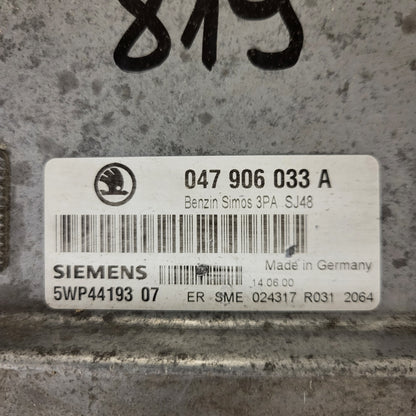 819
047 906 033 A
Benzin Simos 3PA SJ48
SIEMENS
Made in Germany
14.06.00
5WP44193 07
ER SME 024317 R031 2064